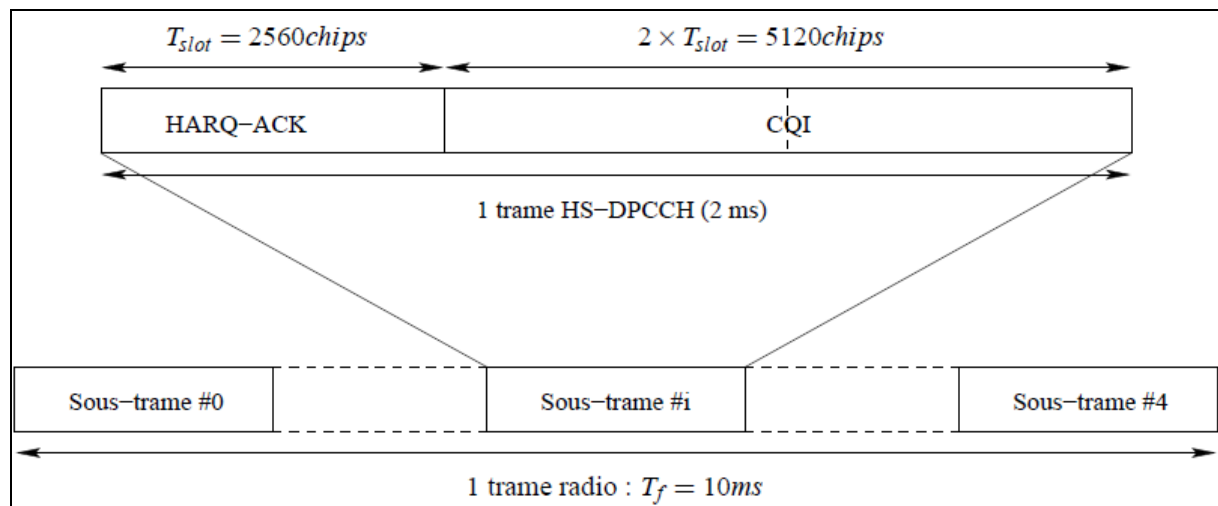 T_slot = 2560chips
2 × T_slot = 5120chips
HARQ−ACK
CQI
1 trame HS−DPCCH (2 ms)
Sous−trame #0
Sous−trame #i
Sous−trame #4
1 trame radio : T_f = 10ms